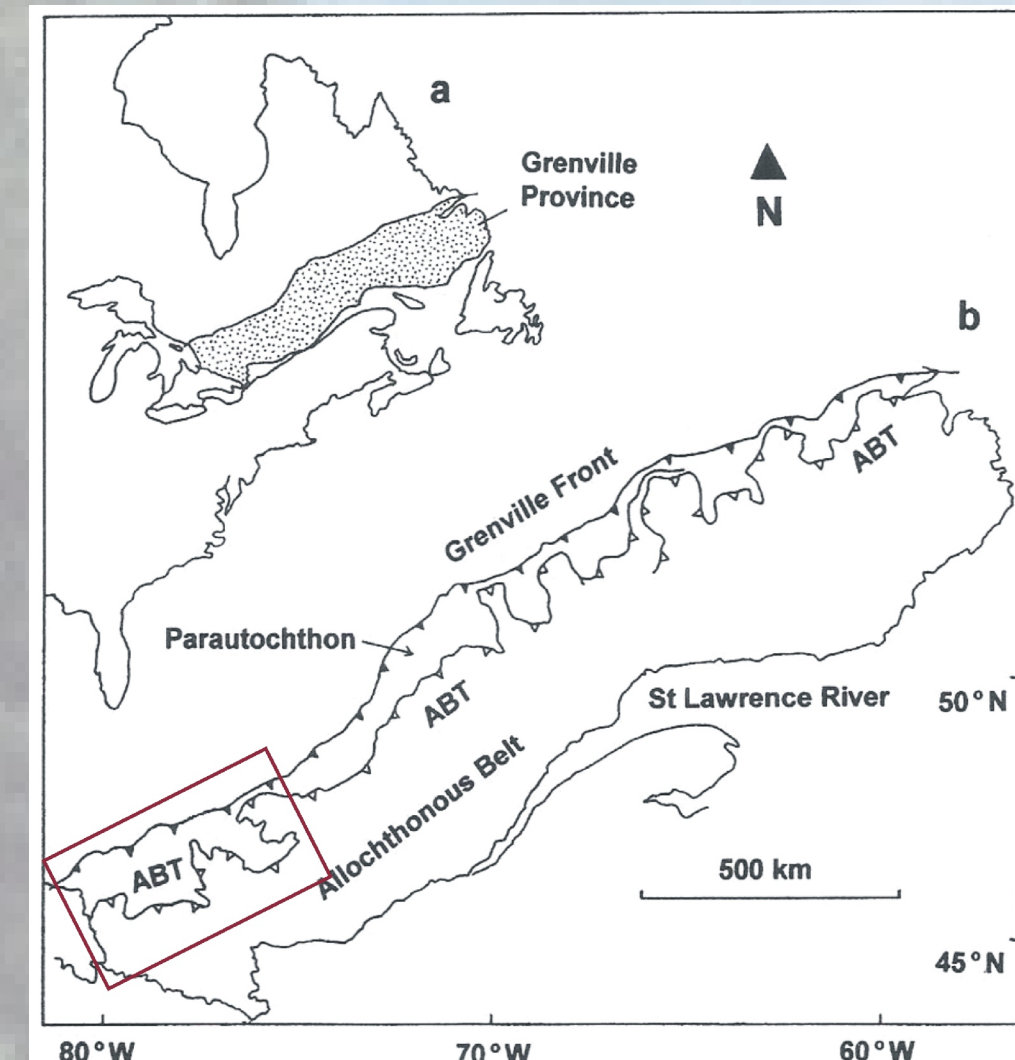 a
Grenville
Province
N
b
ABT
Grenville Front
Parautochthon
ABT
St Lawrence River
50°N
Allochthonous Belt
ABT
500 km
45°N
80°W
70°W
60°W